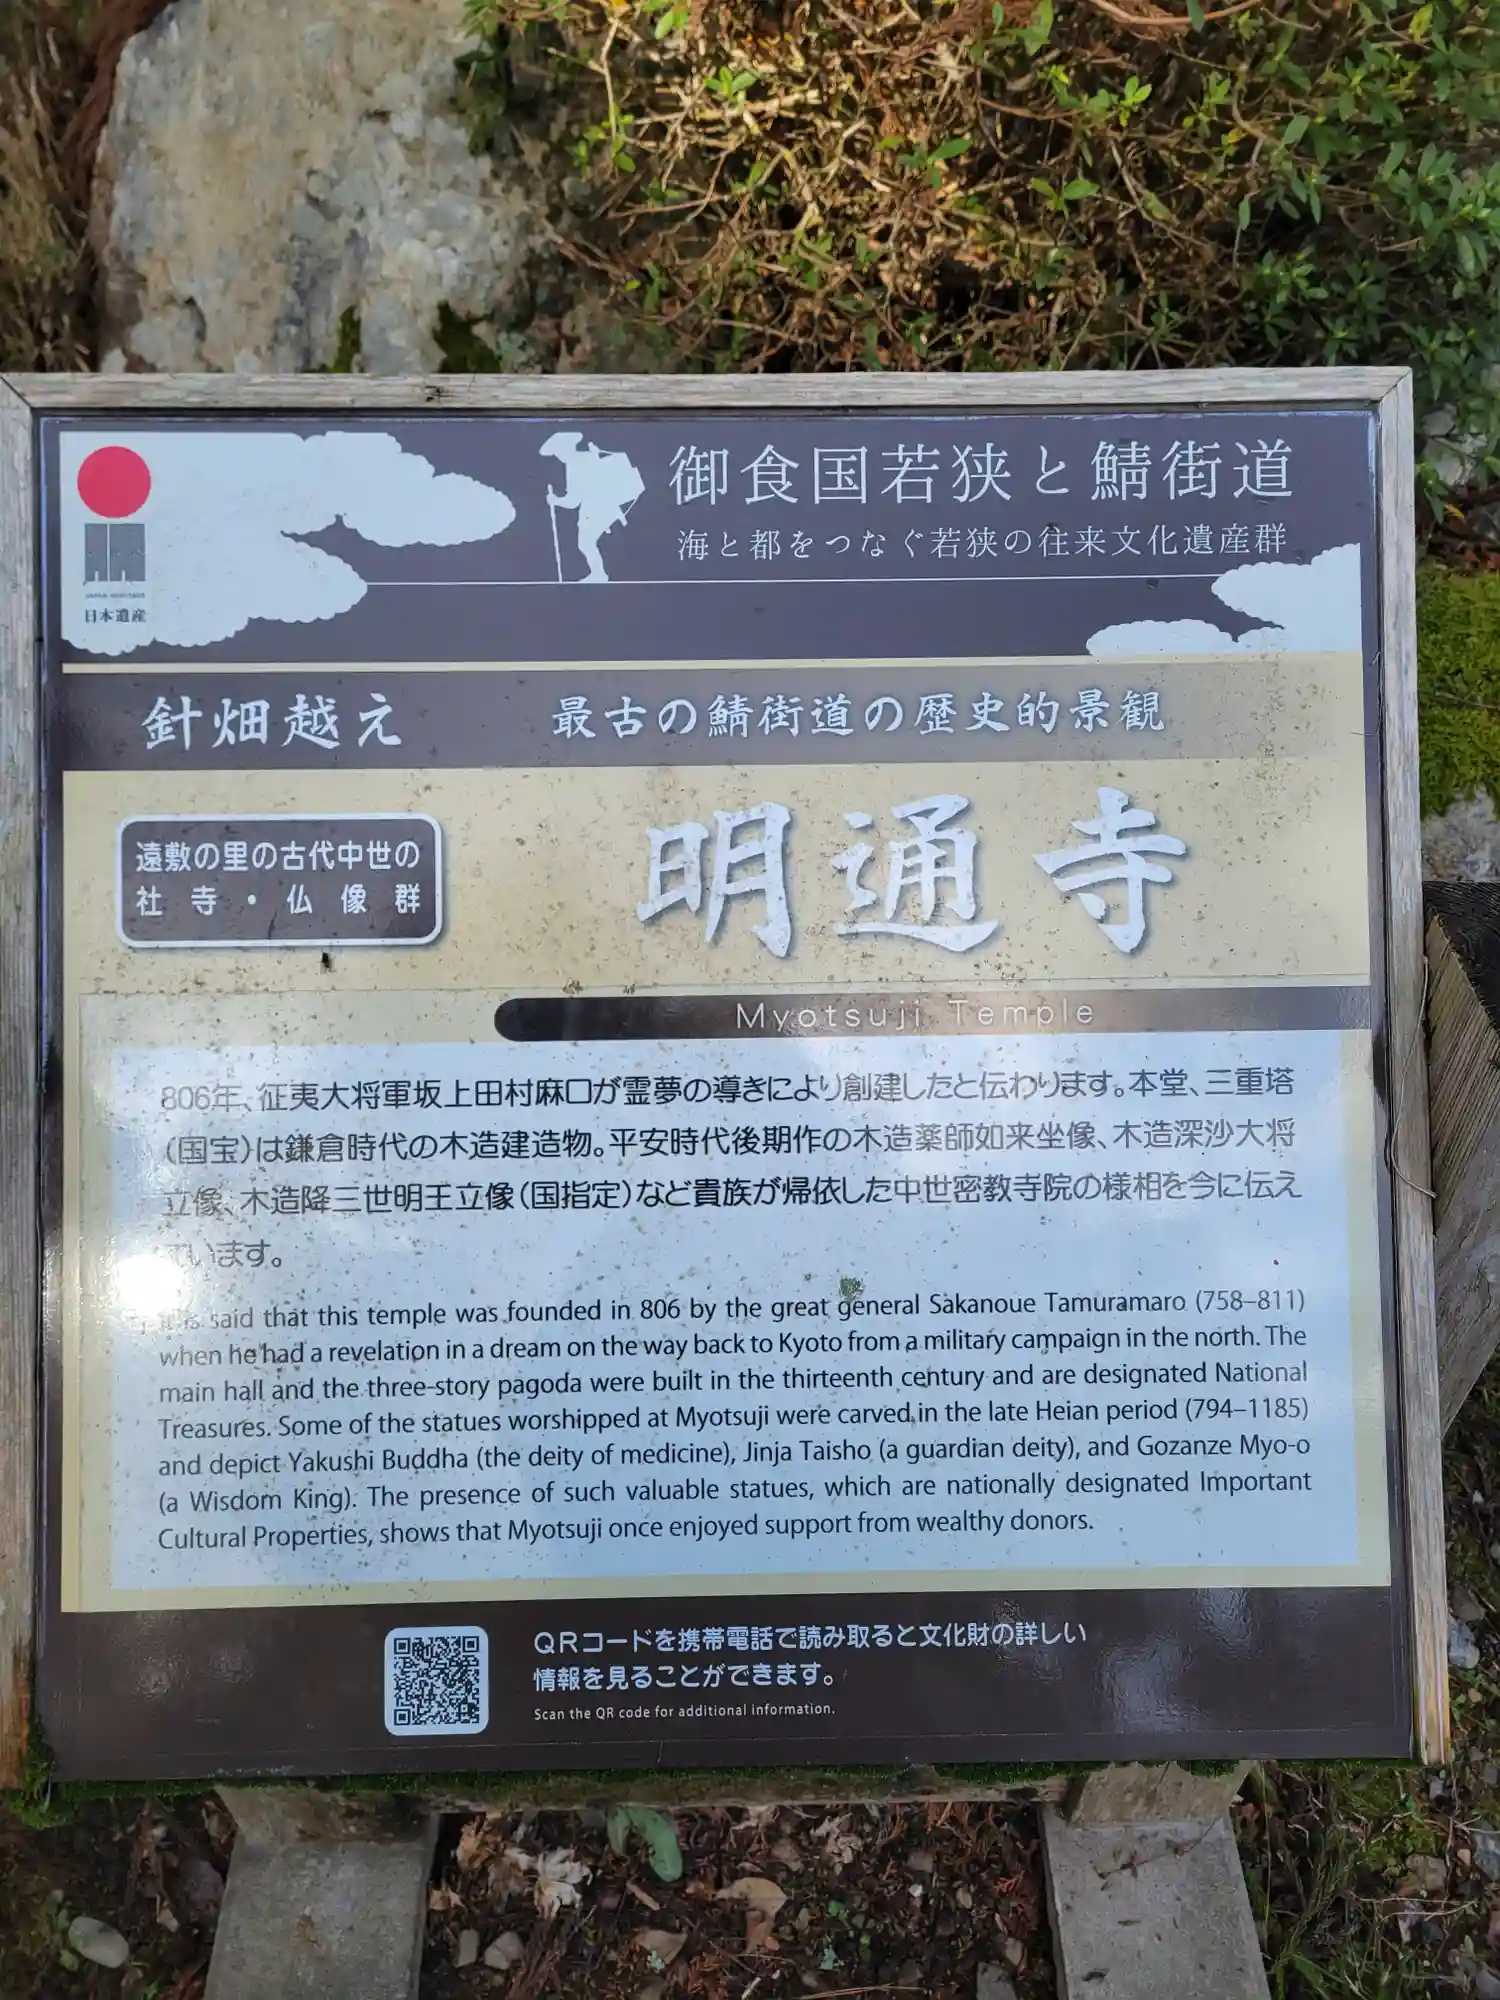 御食国若狭と鯖街道
海と都をつなぐ若狭の往来文化遺産群
JAPAN HERITAGE
日本遺産
針畑越え 最古の鯖街道の歴史的景観
遠敷の里の古代中世の
社寺・仏像群
明通寺
Myotsuji Temple
806年、征夷大将軍坂上田村麻□が霊夢の導きにより創建したと伝わります。本堂、三重塔
(国宝)は鎌倉時代の木造建造物。平安時代後期作の木造薬師如来坐像、木造深沙大将
立像、木造降三世明王立像(国指定)など貴族が帰依した中世密教寺院の様相を今に伝え
ています。
It is said that this temple was founded in 806 by the great general Sakanoue Tamuramaro (758–811)
when he had a revelation in a dream on the way back to Kyoto from a military campaign in the north. The
main hall and the three-story pagoda were built in the thirteenth century and are designated National
Treasures. Some of the statues worshipped at Myotsuji were carved in the late Heian period (794–1185)
and depict Yakushi Buddha (the deity of medicine), Jinja Taisho (a guardian deity), and Gozanze Myo-o
(a Wisdom King). The presence of such valuable statues, which are nationally designated Important
Cultural Properties, shows that Myotsuji once enjoyed support from wealthy donors.
QRコードを携帯電話で読み取ると文化財の詳しい
情報を見ることができます。
Scan the QR code for additional information.